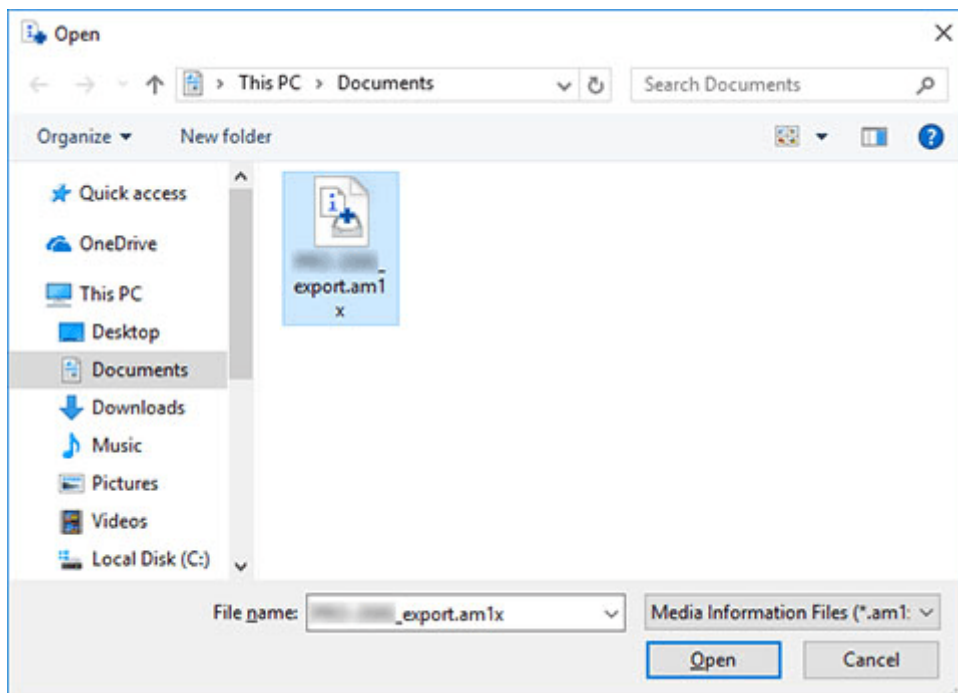 Open
This PC > Documents
Search Documents
Organize
New folder
Quick access
OneDrive
This PC
Desktop
Documents
Downloads
Music
Pictures
Videos
Local Disk (C:)
_
export.am1
x
File name:
_export.am1x
Media Information Files (*.am1:
Open
Cancel